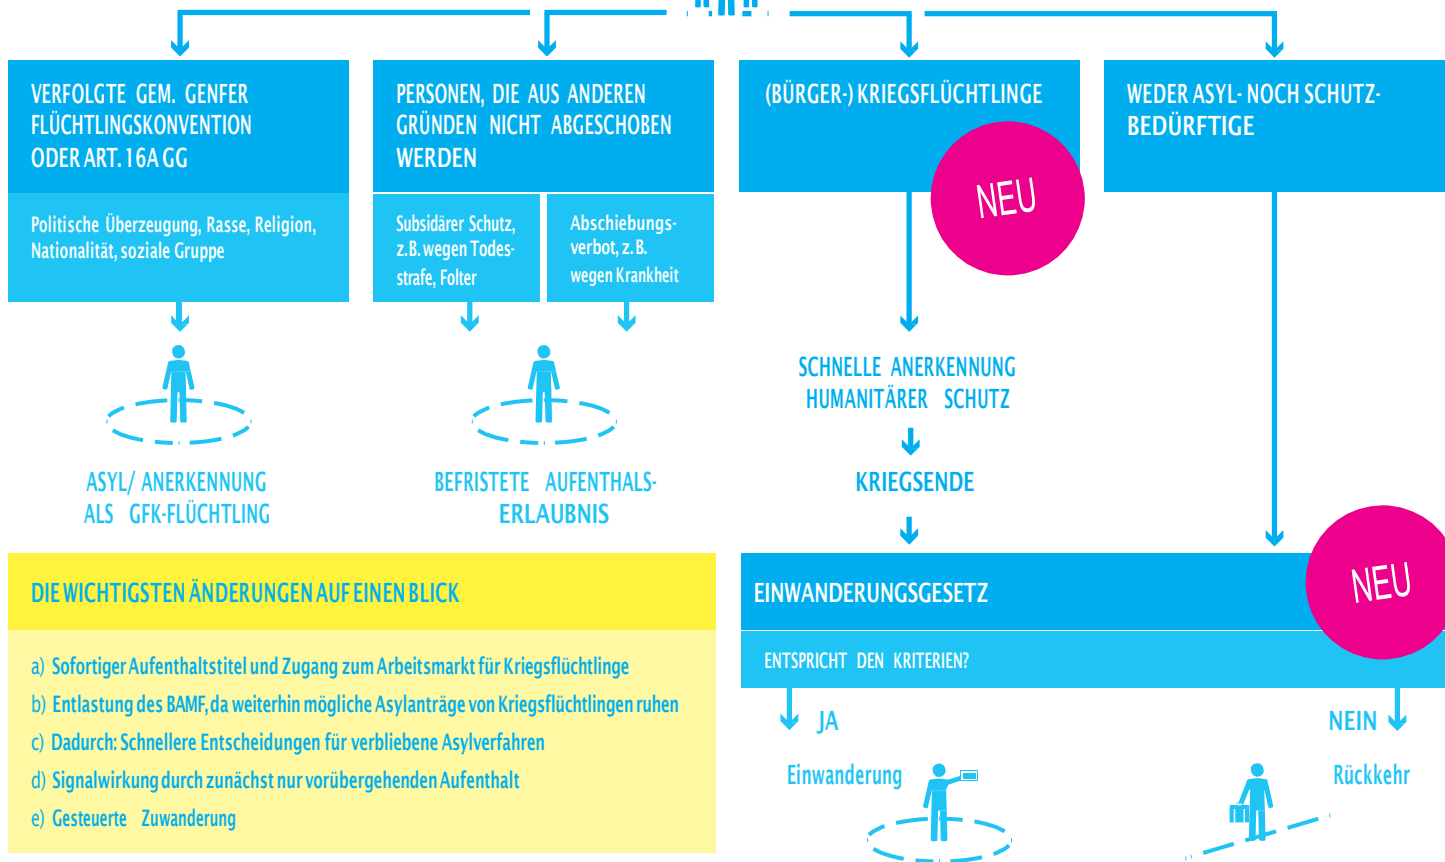 VERFOLGTE GEM. GENFER
FLÜCHTLINGSKONVENTION
ODER ART. 16A GG
Politische Überzeugung, Rasse, Religion,
Nationalität, soziale Gruppe
ASYL/ ANERKENNUNG
ALS GFK-FLÜCHTLING
PERSONEN, DIE AUS ANDEREN
GRÜNDEN NICHT ABGESCHOBEN
WERDEN
Subsidärer Schutz,
z.B. wegen Todes-
strafe, Folter
Abschiebungs-
verbot, z. B.
wegen Krankheit
BEFRISTETE AUFENTHALS-
ERLAUBNIS
(BÜRGER-) KRIEGSFLÜCHTLINGE
NEU
SCHNELLE ANERKENNUNG
HUMANITÄRER SCHUTZ
KRIEGSENDE
WEDER ASYL- NOCH SCHUTZ-
BEDÜRFTIGE
EINWANDERUNGSGESETZ
NEU
ENTSPRICHT DEN KRITERIEN?
JA
Einwanderung
NEIN
Rückkehr
DIE WICHTIGSTEN ÄNDERUNGEN AUF EINEN BLICK
a) Sofortiger Aufenthaltstitel und Zugang zum Arbeitsmarkt für Kriegsflüchtlinge
b) Entlastung des BAMF, da weiterhin mögliche Asylanträge von Kriegsflüchtlingen ruhen
c) Dadurch: Schnellere Entscheidungen für verbliebene Asylverfahren
d) Signalwirkung durch zunächst nur vorübergehenden Aufenthalt
e) Gesteuerte Zuwanderung